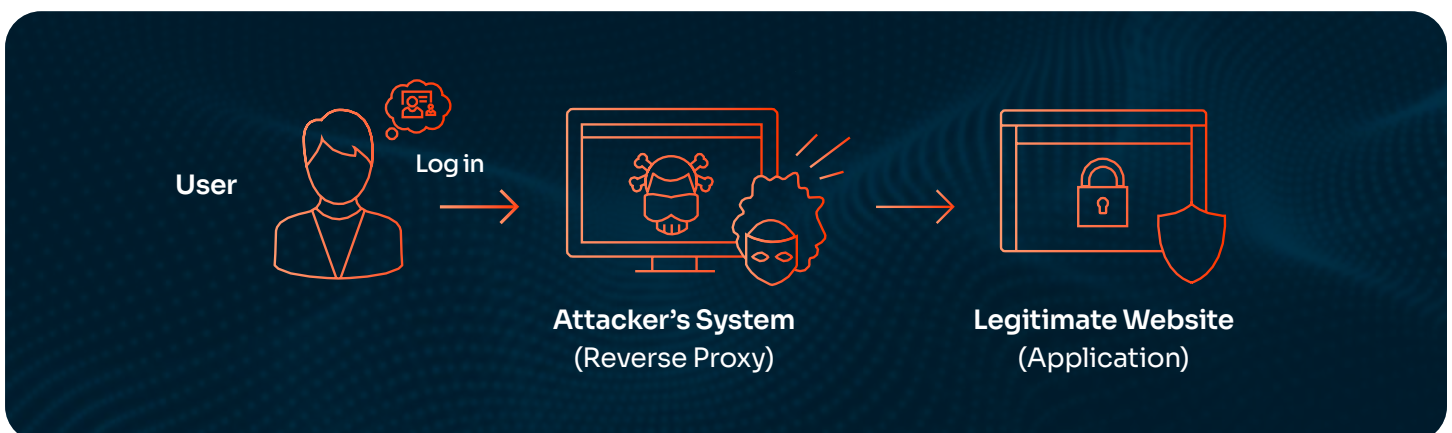 User
Log in
Attacker’s System
(Reverse Proxy)
Legitimate Website
(Application)